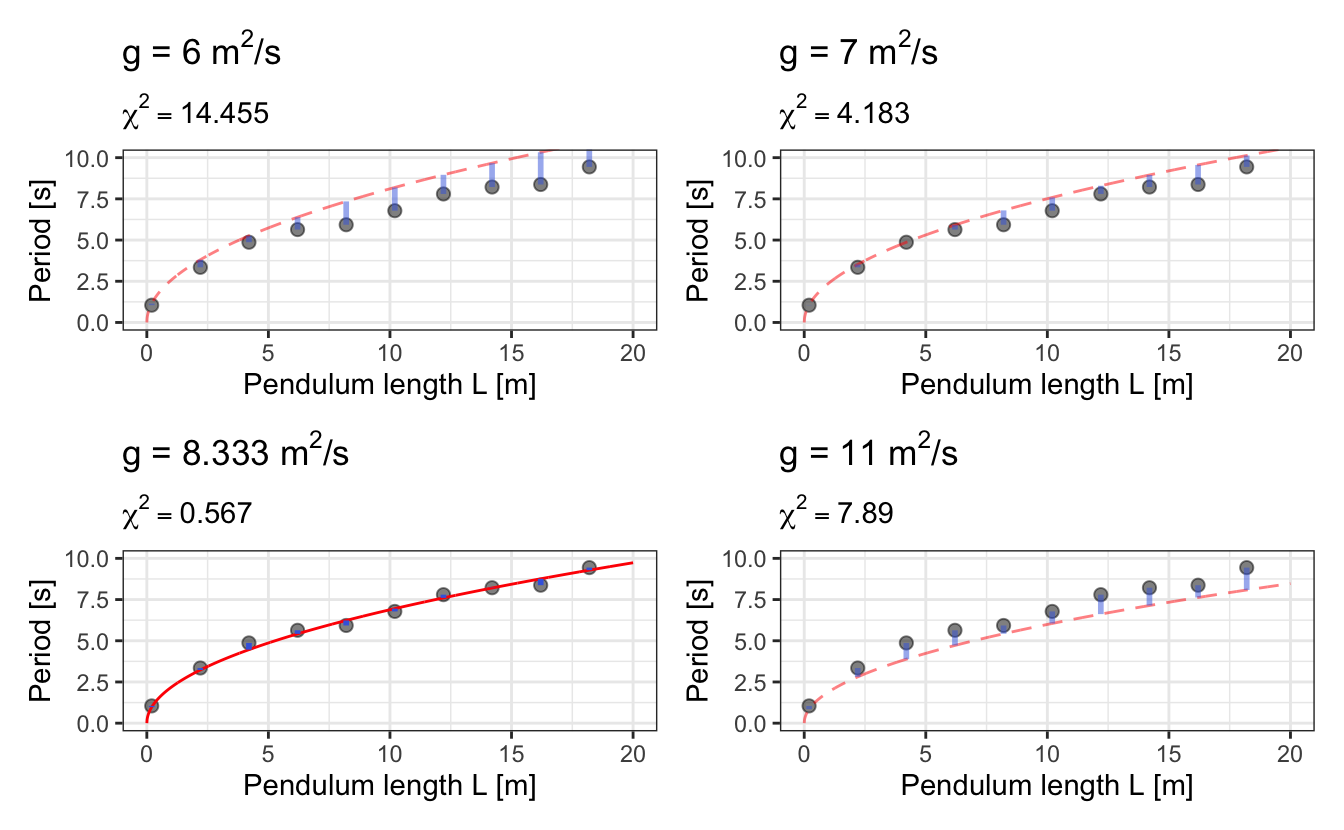 g = 6 m²/s
χ² = 14.455
10.0
7.5
5.0
2.5
0.0
Period [s]
0 5 10 15 20
Pendulum length L [m]
g = 7 m²/s
χ² = 4.183
10.0
7.5
5.0
2.5
0.0
Period [s]
0 5 10 15 20
Pendulum length L [m]
g = 8.333 m²/s
χ² = 0.567
10.0
7.5
5.0
2.5
0.0
Period [s]
0 5 10 15 20
Pendulum length L [m]
g = 11 m²/s
χ² = 7.89
10.0
7.5
5.0
2.5
0.0
Period [s]
0 5 10 15 20
Pendulum length L [m]